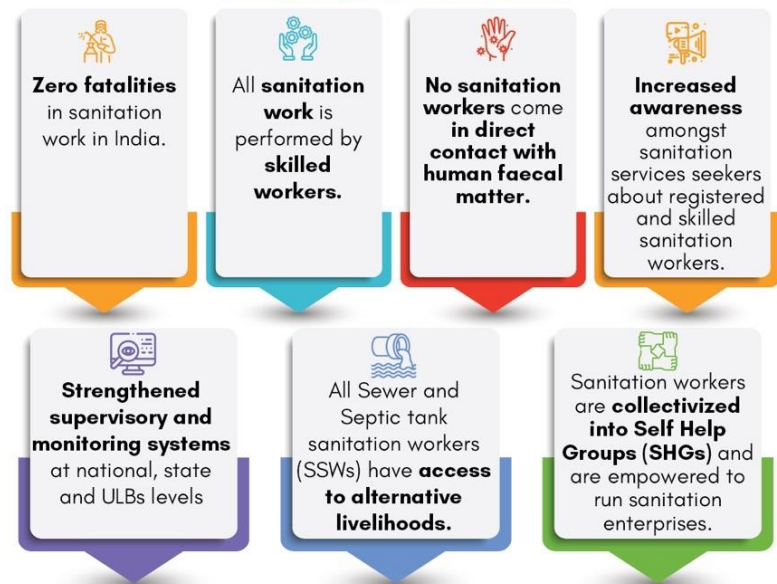 Zero fatalities
in sanitation
work in India.
All sanitation
work is
performed by
skilled
workers.
No sanitation
workers come
in direct
contact with
human faecal
matter.
Increased
awareness
amongst
sanitation
services seekers
about registered
and skilled
sanitation
workers.
Strengthened
supervisory and
monitoring systems
at national, state
and ULBs levels
All Sewer and
Septic tank
sanitation workers
(SSWs) have access
to alternative
livelihoods.
Sanitation workers
are collectivized
into Self Help
Groups (SHGs) and
are empowered to
run sanitation
enterprises.